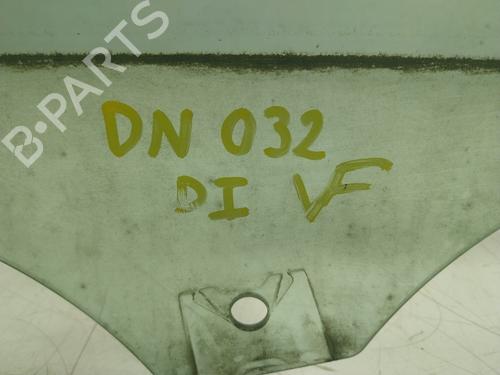 B-PARTS
DN 032
DI VF